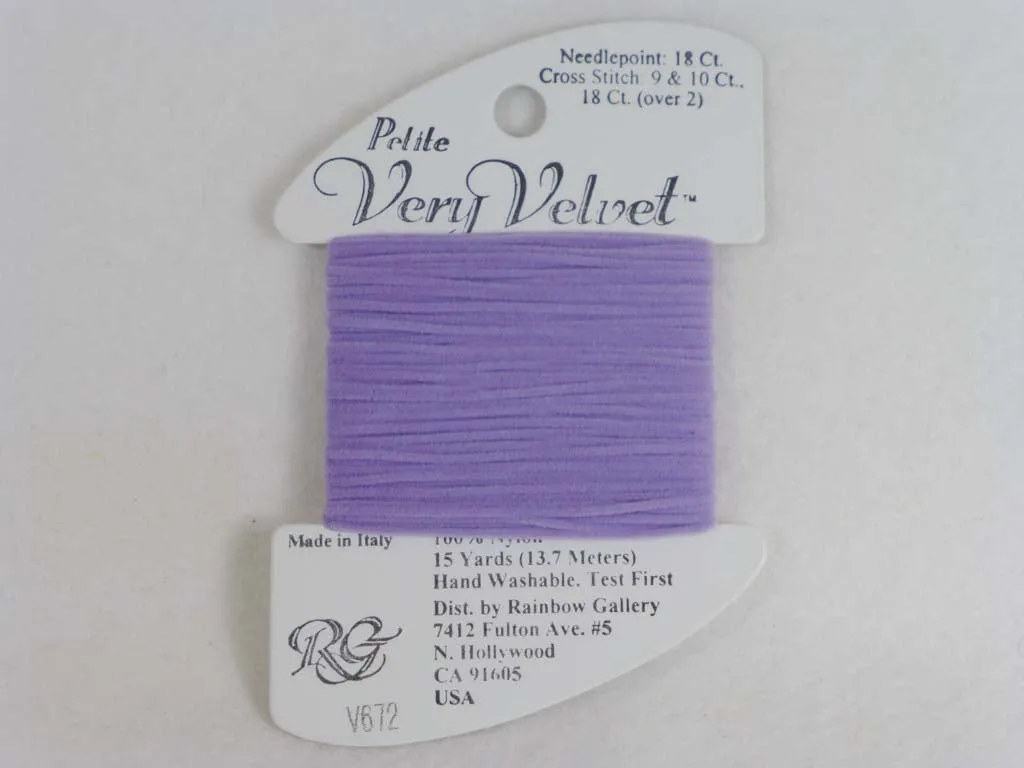 Needlepoint: 18 Ct.
Cross Stitch: 9 & 10 Ct.,
18 Ct. (over 2)
Petite
Very Velvet™
Made in Italy
100% Nylon
15 Yards (13.7 Meters)
Hand Washable. Test First
Dist. by Rainbow Gallery
7412 Fulton Ave. #5
N. Hollywood
CA 91605
USA
RG
V672